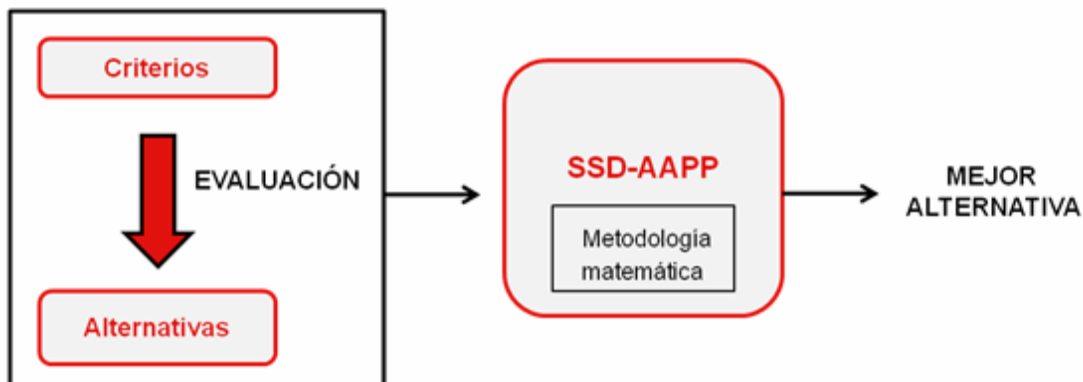 Criterios
EVALUACIÓN
Alternativas
SSD-AAPP
Metodología
matemática
MEJOR
ALTERNATIVA